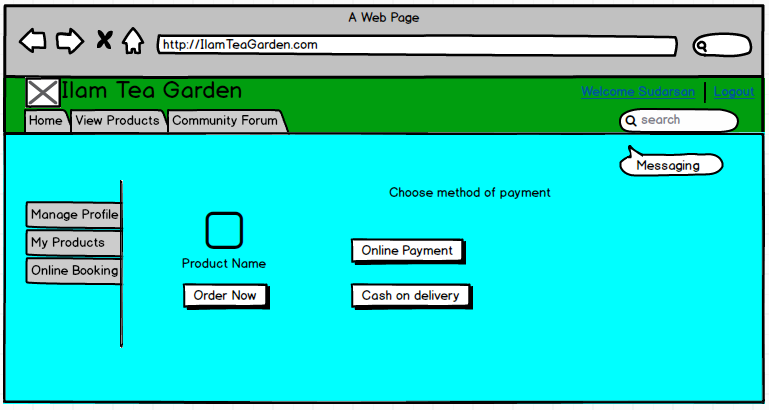 A Web Page
http://IlamTeaGarden.com
Ilam Tea Garden
Welcome Sudarsan
Logout
Home
View Products
Community Forum
search
Messaging
Choose method of payment
Manage Profile
My Products
Online Booking
Product Name
Order Now
Online Payment
Cash on delivery